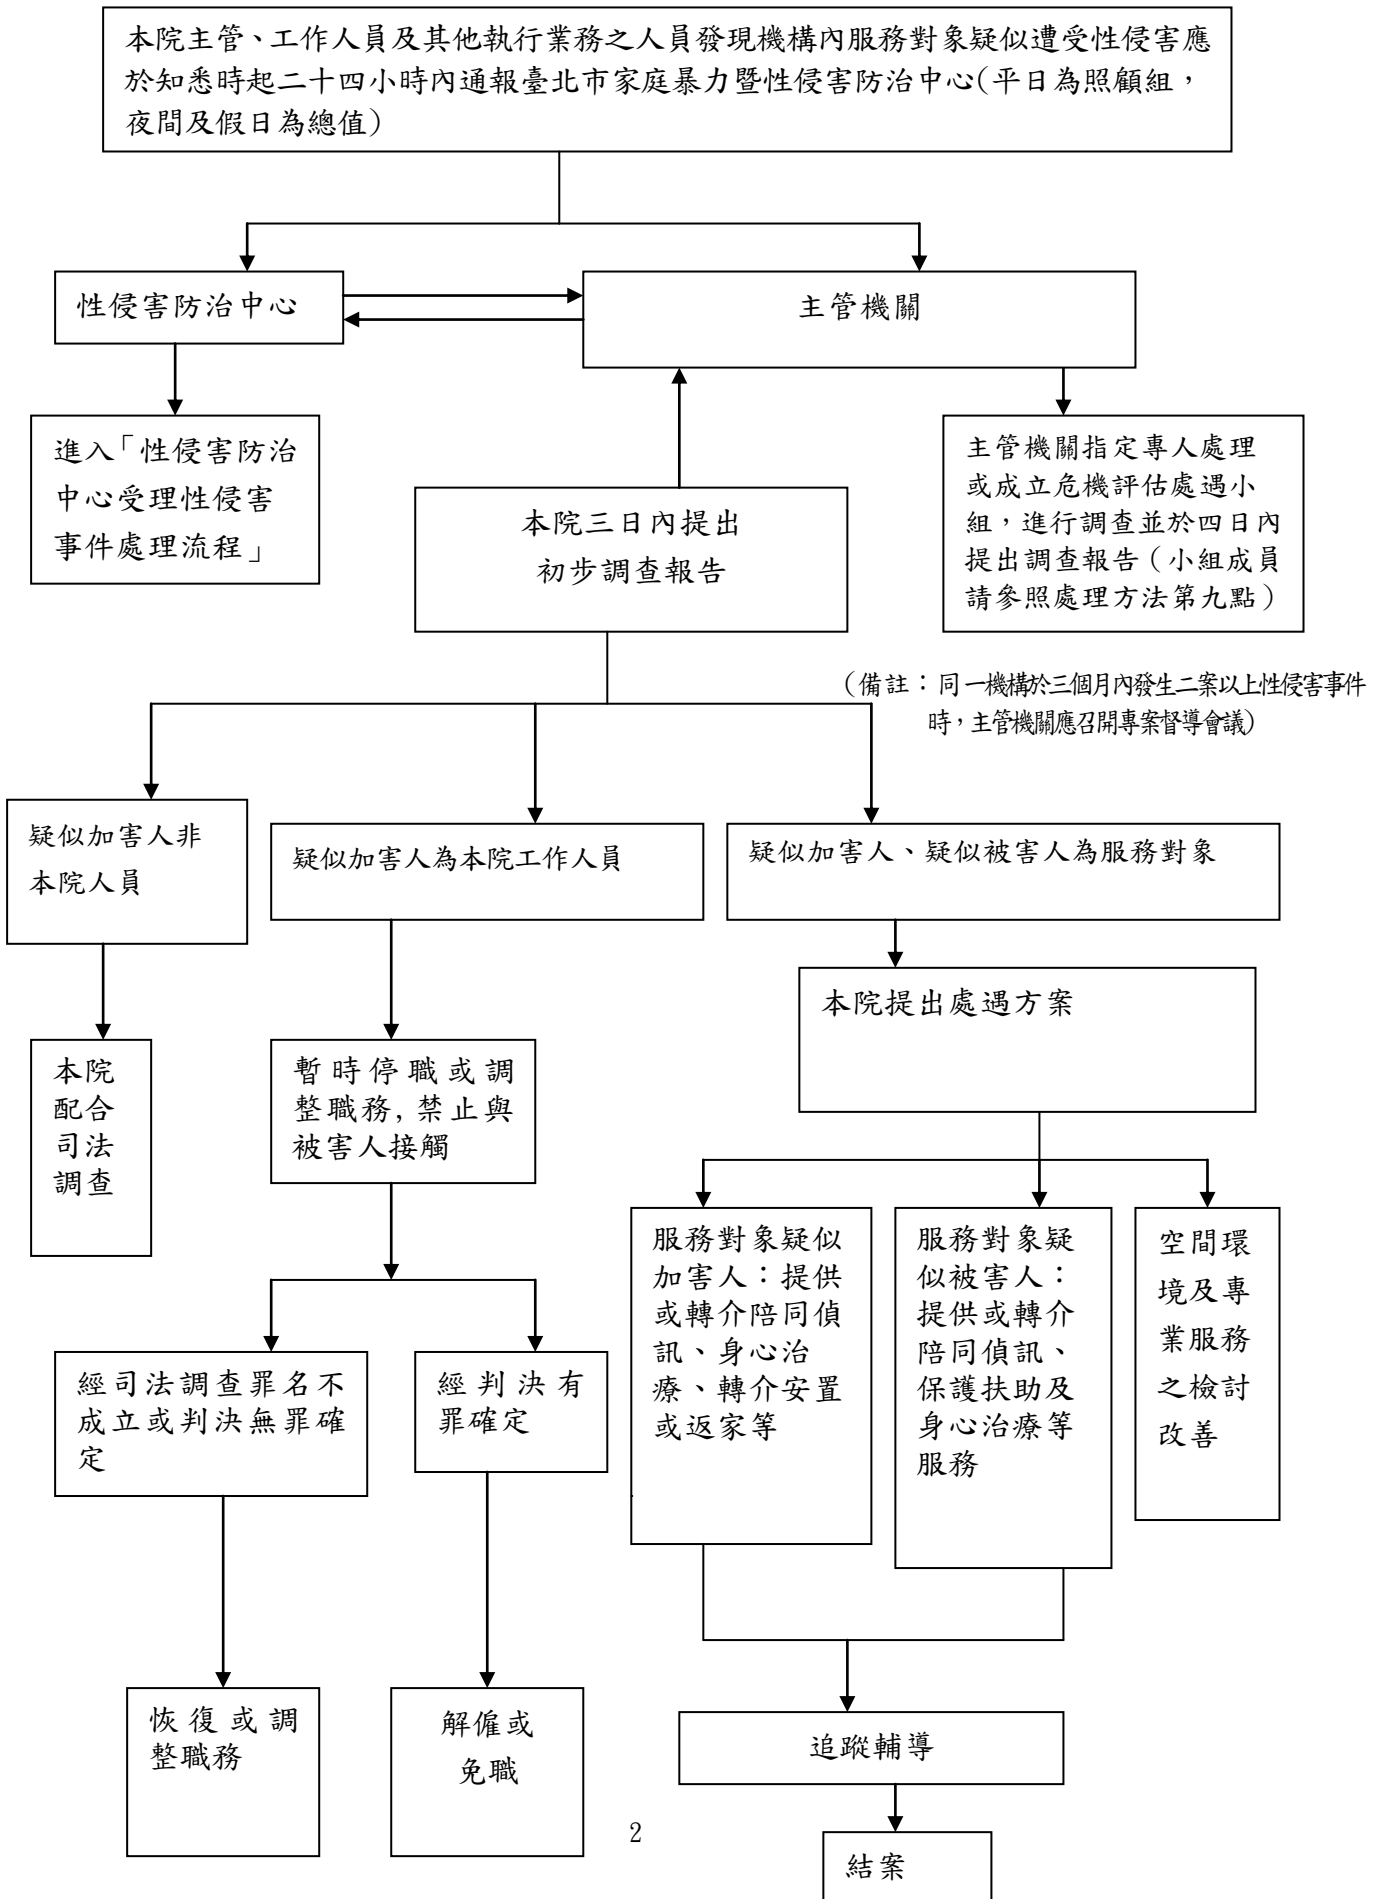 本院主管、工作人員及其他執行業務之人員發現機構內服務對象疑似遭受性侵害應
於知悉時起二十四小時內通報臺北市家庭暴力暨性侵害防治中心(平日為照顧組，
夜間及假日為總值)
性侵害防治中心
主管機關
進入「性侵害防治
中心受理性侵害
事件處理流程」
本院三日內提出
初步調查報告
主管機關指定專人處理
或成立危機評估處遇小
組，進行調查並於四日內
提出調查報告（小組成員
請參照處理方法第九點）
（備註：同一機構於三個月內發生二案以上性侵害事件
時，主管機關應召開專案督導會議）
疑似加害人非
本院人員
疑似加害人為本院工作人員
疑似加害人、疑似被害人為服務對象
本院
配合
司法
調查
暫時停職或調
整職務,禁止與
被害人接觸
本院提出處遇方案
服務對象疑似
加害人：提供
或轉介陪同偵
訊、身心治
療、轉介安置
或返家等
服務對象疑
似被害人：
提供或轉介
陪同偵訊、
保護扶助及
身心治療等
服務
空間環
境及專
業服務
之檢討
改善
經司法調查罪名不
成立或判決無罪確
定
經判決有
罪確定
恢復或調
整職務
解僱或
免職
追蹤輔導
結案
2